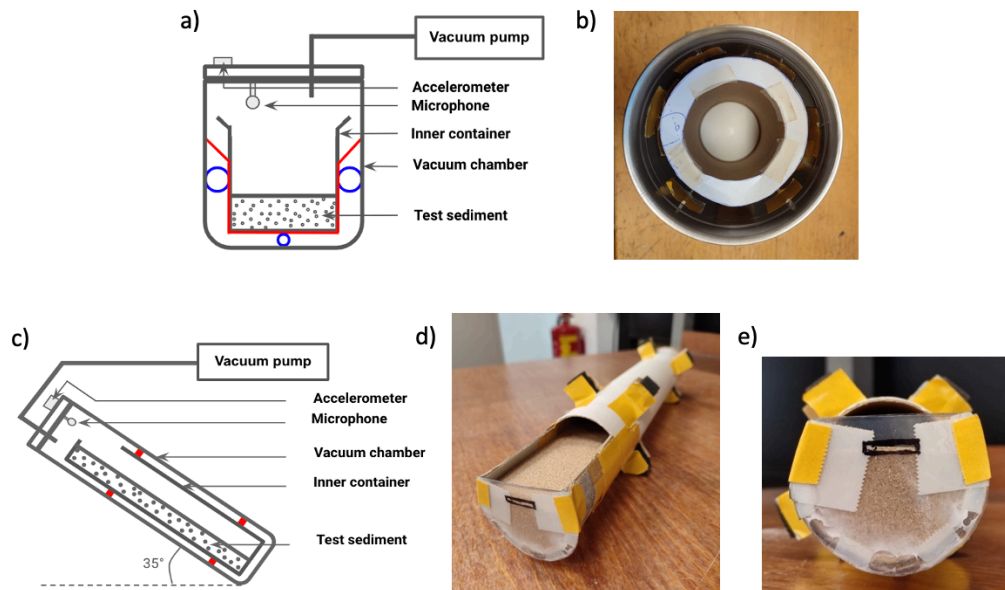 a)
Vacuum pump
Accelerometer
Microphone
Inner container
Vacuum chamber
Test sediment
b)
c)
Vacuum pump
Accelerometer
Microphone
Vacuum chamber
Inner container
Test sediment
35°
d)
e)